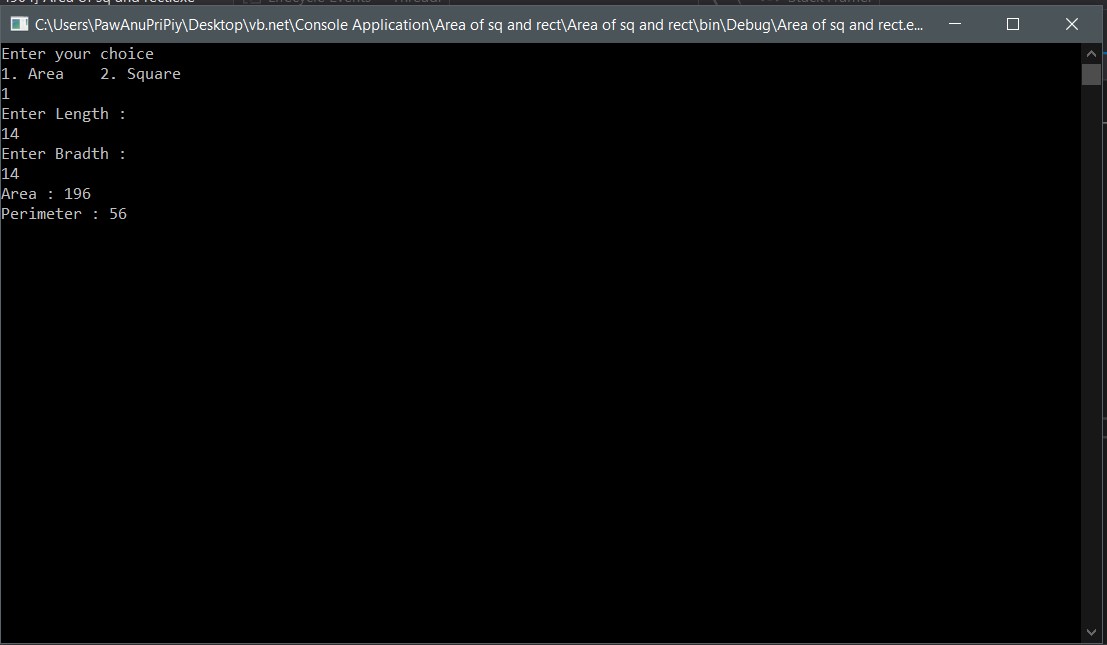 C:\Users\PawAnuPriPiy\Desktop\vb.net\Console Application\Area of sq and rect\Area of sq and rect\bin\Debug\Area of sq and rect.e...
Enter your choice
1. Area    2. Square
1
Enter Length :
14
Enter Bradth :
14
Area : 196
Perimeter : 56